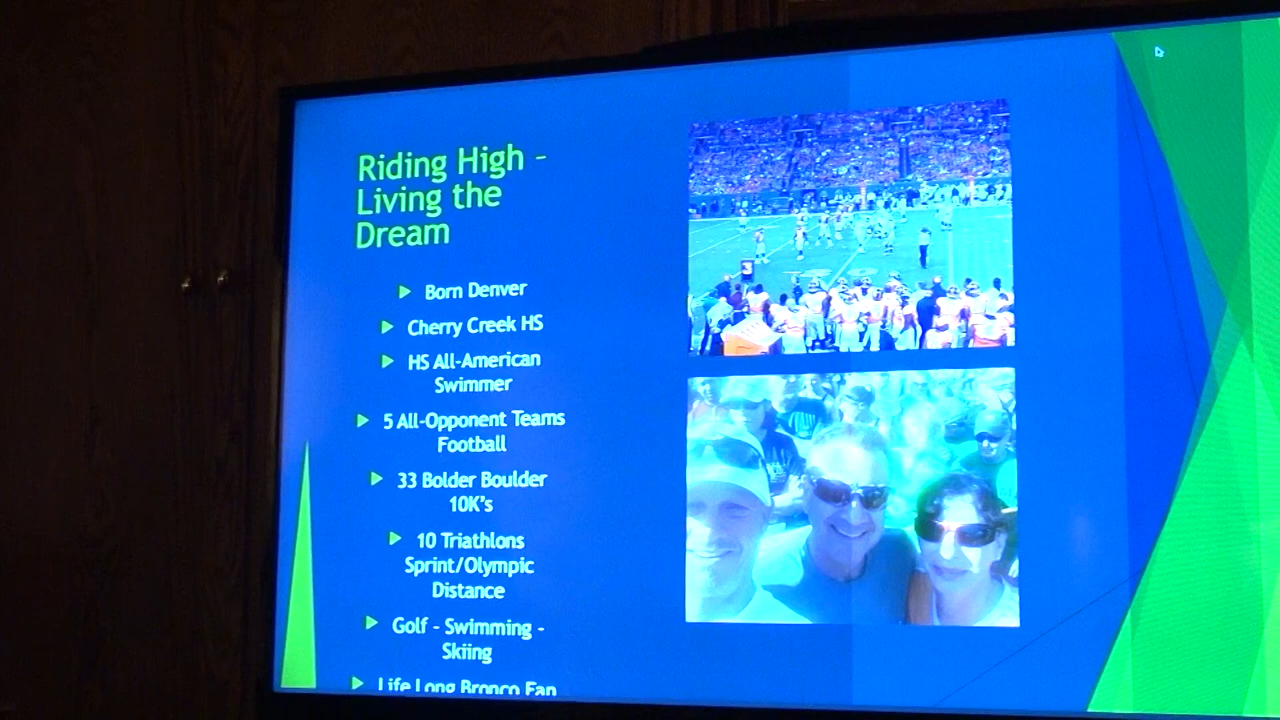 Riding High -
Living the
Dream
Born Denver
Cherry Creek HS
HS All-American
Swimmer
5 All-Opponent Teams
Football
33 Bolder Boulder
10K's
10 Triathlons
Sprint/Olympic
Distance
Golf - Swimming -
Skiing
Life Long Bronco Fan
3